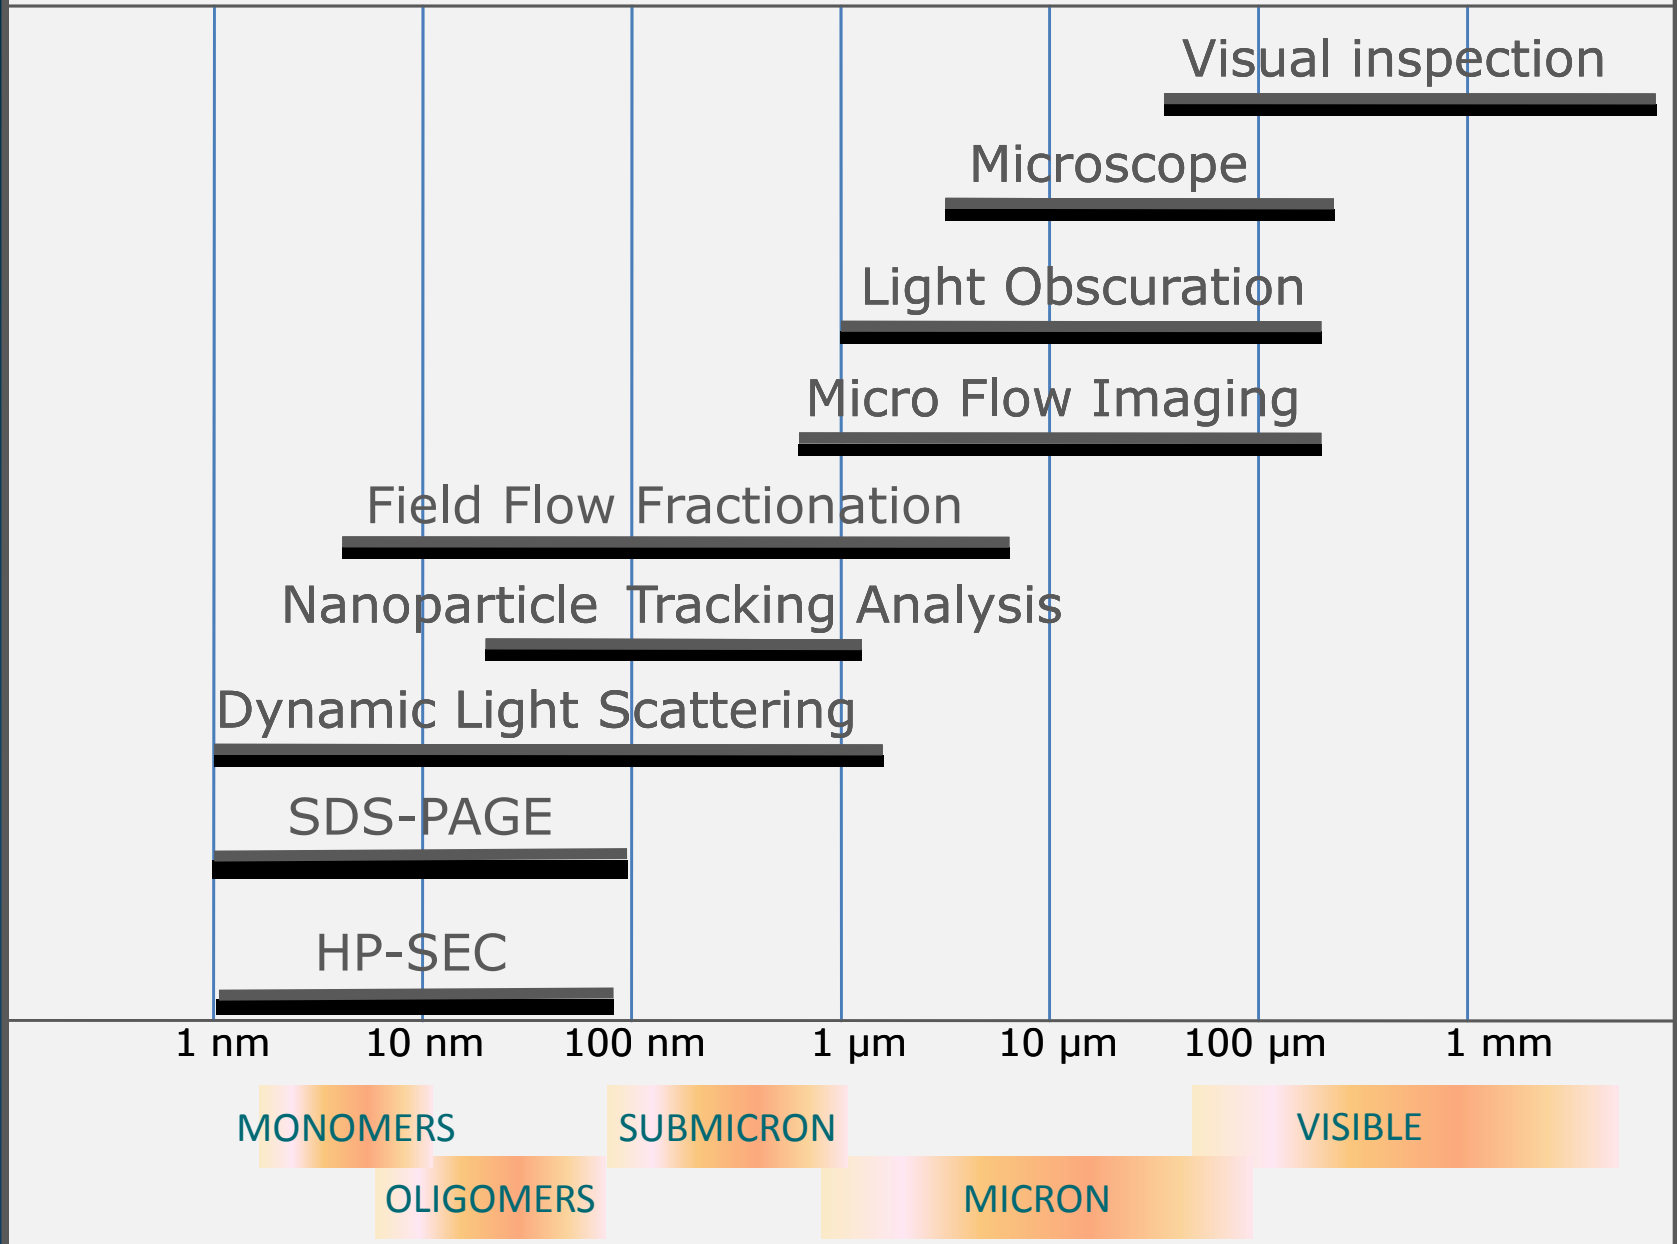 Visual inspection
Microscope
Light Obscuration
Micro Flow Imaging
Field Flow Fractionation
Nanoparticle Tracking Analysis
Dynamic Light Scattering
SDS-PAGE
HP-SEC
1 nm 10 nm 100 nm 1 µm 10 µm 100 µm 1 mm
MONOMERS SUBMICRON VISIBLE
OLIGOMERS MICRON